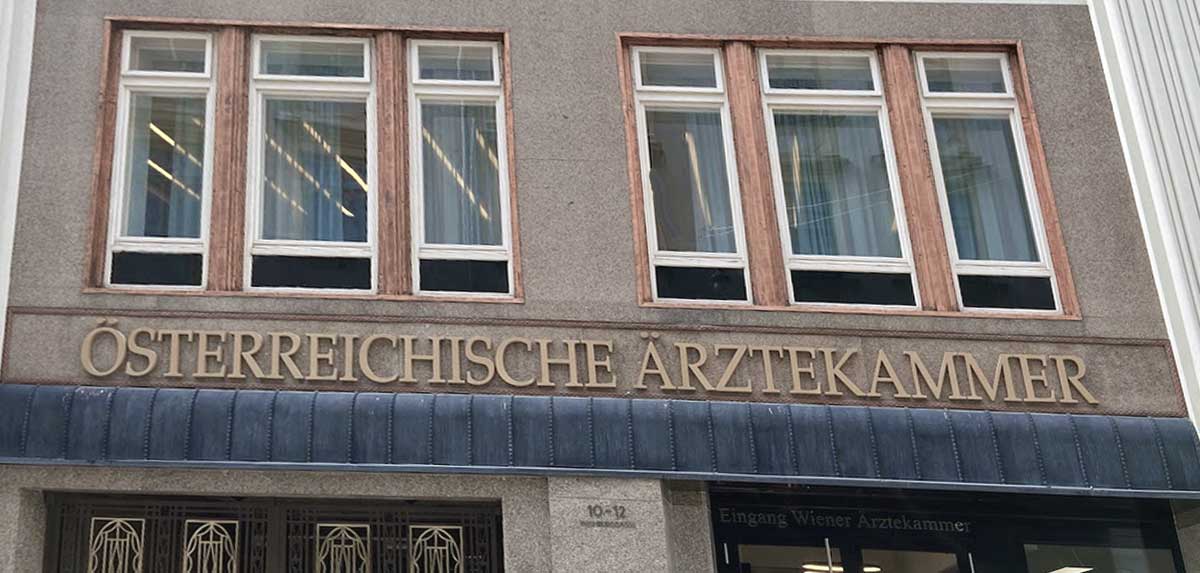 ÖSTERREICHISCHE ÄRZTEKAMMER
10-12
Eingang Wiener Ärztekammer